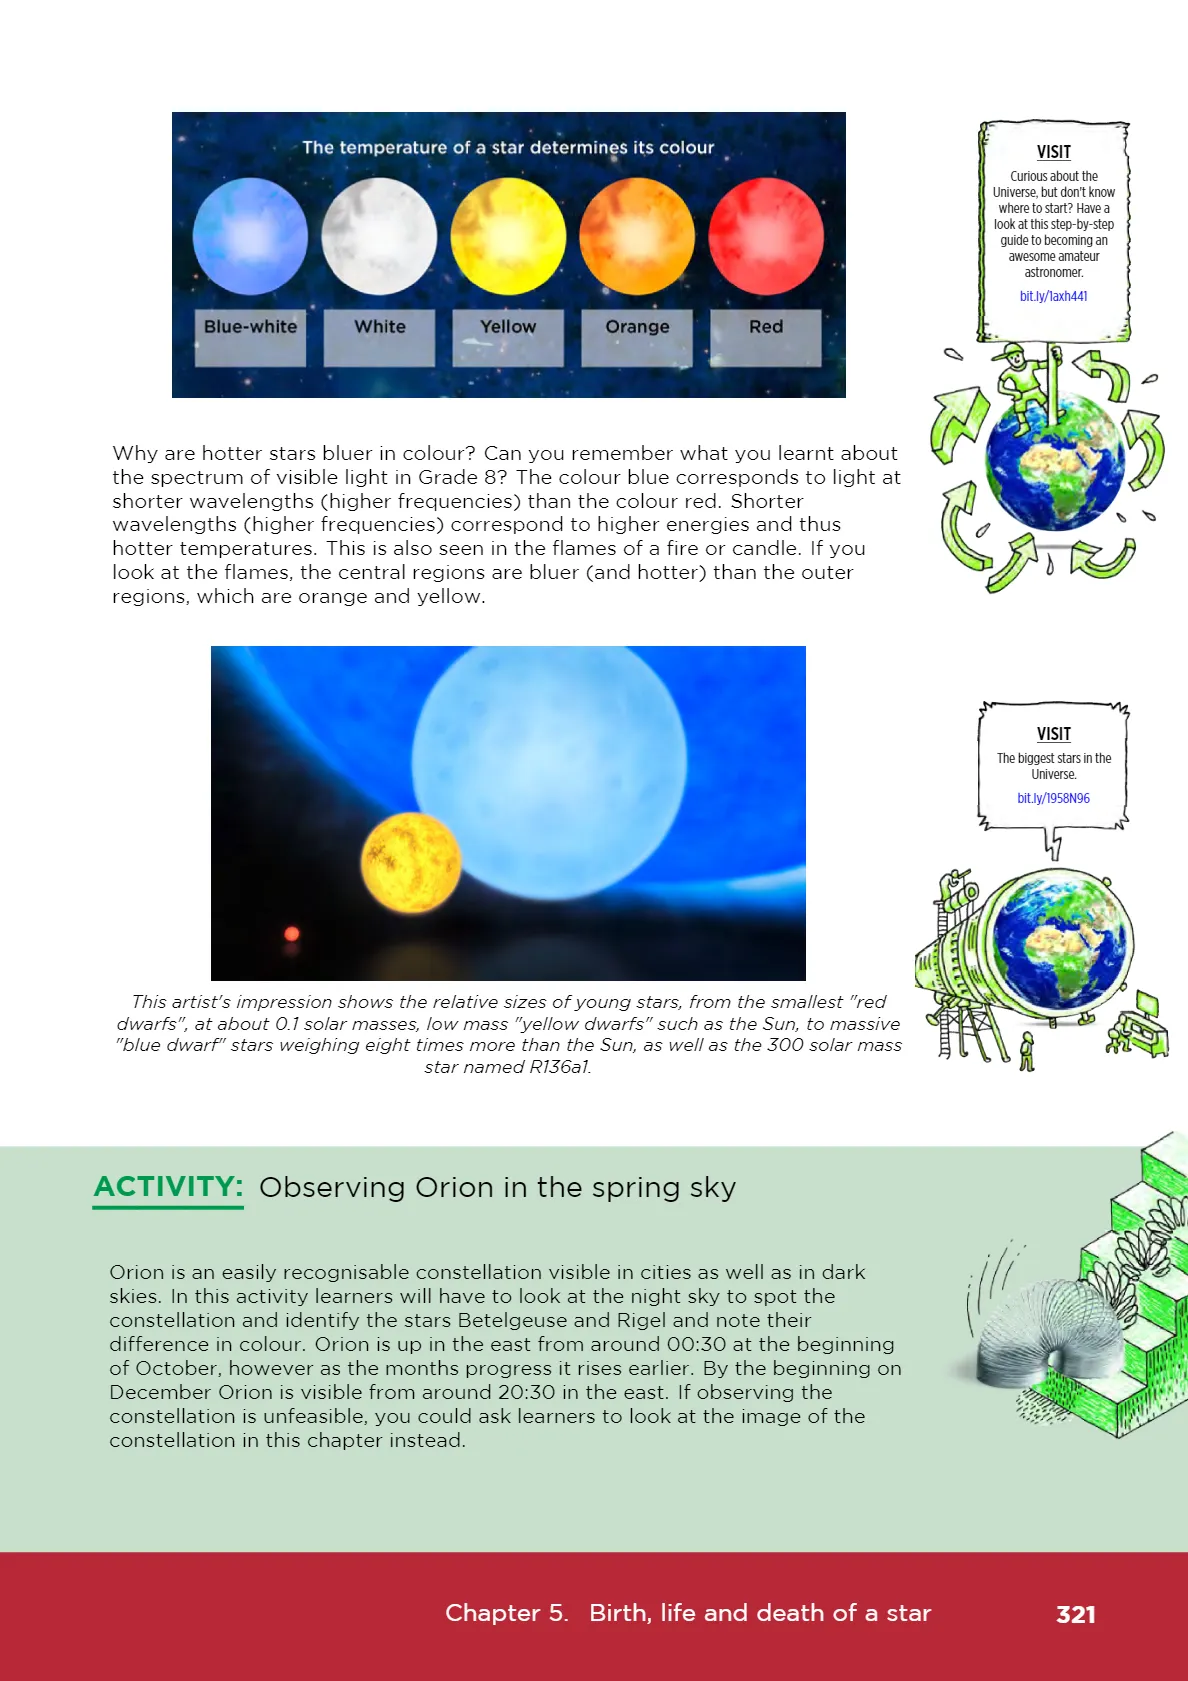 The temperature of a star determines its colour
Blue-white
White
Yellow
Orange
Red
VISIT
Curious about the
Universe, but don't know
where to start? Have a
look at this step-by-step
guide to becoming an
awesome amateur
astronomer.
bit.ly/1axh441
Why are hotter stars bluer in colour? Can you remember what you learnt about
the spectrum of visible light in Grade 8? The colour blue corresponds to light at
shorter wavelengths (higher frequencies) than the colour red. Shorter
wavelengths (higher frequencies) correspond to higher energies and thus
hotter temperatures. This is also seen in the flames of a fire or candle. If you
look at the flames, the central regions are bluer (and hotter) than the outer
regions, which are orange and yellow.
VISIT
The biggest stars in the
Universe.
bit.ly/1958N96
This artist's impression shows the relative sizes of young stars, from the smallest "red
dwarfs", at about 0.1 solar masses, low mass "yellow dwarfs" such as the Sun, to massive
"blue dwarf" stars weighing eight times more than the Sun, as well as the 300 solar mass
star named R136a1.
ACTIVITY: Observing Orion in the spring sky
Orion is an easily recognisable constellation visible in cities as well as in dark
skies. In this activity learners will have to look at the night sky to spot the
constellation and identify the stars Betelgeuse and Rigel and note their
difference in colour. Orion is up in the east from around 00:30 at the beginning
of October, however as the months progress it rises earlier. By the beginning on
December Orion is visible from around 20:30 in the east. If observing the
constellation is unfeasible, you could ask learners to look at the image of the
constellation in this chapter instead.
Chapter 5. Birth, life and death of a star 321